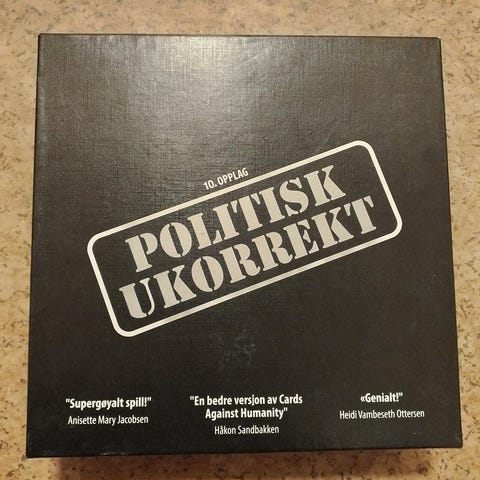 10. OPPLAG
POLITISK
UKORREKT
"Supergøyalt spill!"
Anisette Mary Jacobsen
"En bedre versjon av Cards
Against Humanity"
Håkon Sandbakken
«Genialt!"
Heidi Vambeseth Ottersen